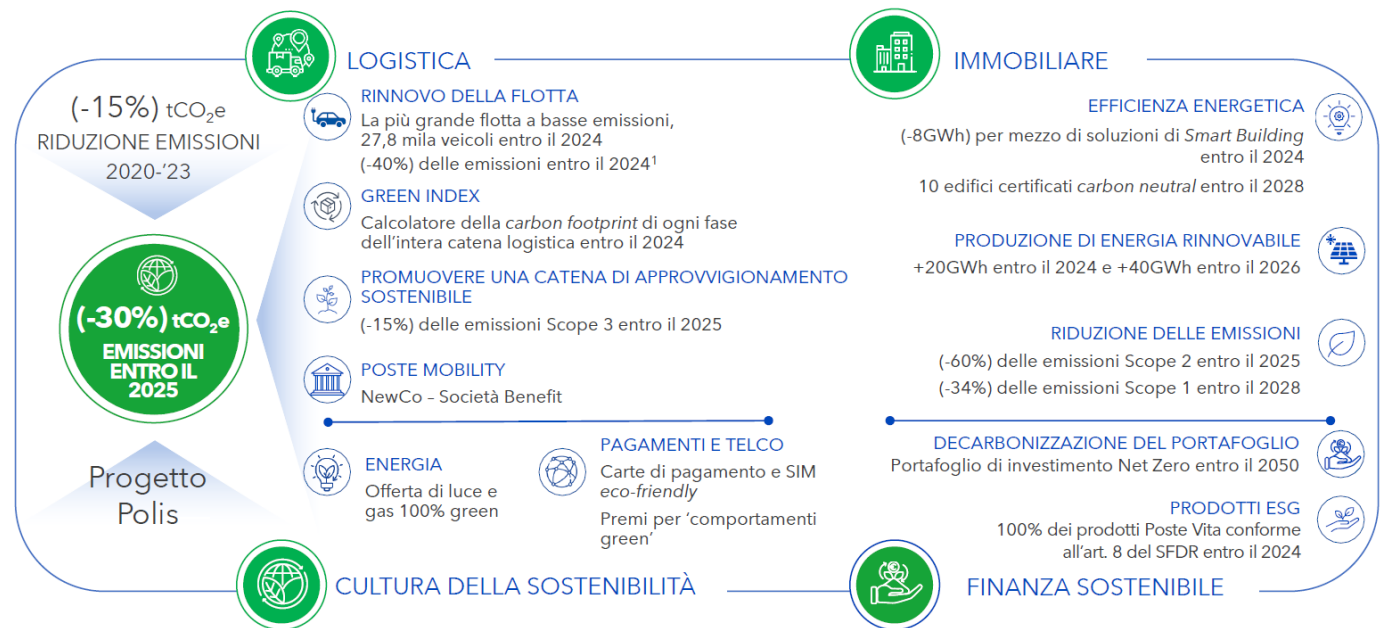 (-15%) tCO₂e
RIDUZIONE EMISSIONI
2020-’23
(-30%) tCO₂e
EMISSIONI
ENTRO IL
2025
Progetto
Polis
LOGISTICA
RINNOVO DELLA FLOTTA
La più grande flotta a basse emissioni,
27,8 mila veicoli entro il 2024
(-40%) delle emissioni entro il 2024¹
GREEN INDEX
Calcolatore della carbon footprint di ogni fase
dell’intera catena logistica entro il 2024
PROMUOVERE UNA CATENA DI APPROVVIGIONAMENTO
SOSTENIBILE
(-15%) delle emissioni Scope 3 entro il 2025
POSTE MOBILITY
NewCo – Società Benefit
IMMOBILIARE
EFFICIENZA ENERGETICA
(-8GWh) per mezzo di soluzioni di Smart Building
entro il 2024
10 edifici certificati carbon neutral entro il 2028
PRODUZIONE DI ENERGIA RINNOVABILE
+20GWh entro il 2024 e +40GWh entro il 2026
RIDUZIONE DELLE EMISSIONI
(-60%) delle emissioni Scope 2 entro il 2025
(-34%) delle emissioni Scope 1 entro il 2028
ENERGIA
Offerta di luce e
gas 100% green
PAGAMENTI E TELCO
Carte di pagamento e SIM
eco-friendly
Premi per ‘comportamenti
green’
CULTURA DELLA SOSTENIBILITÀ
DECARBONIZZAZIONE DEL PORTAFOGLIO
Portafoglio di investimento Net Zero entro il 2050
PRODOTTI ESG
100% dei prodotti Poste Vita conforme
all’art. 8 del SFDR entro il 2024
FINANZA SOSTENIBILE